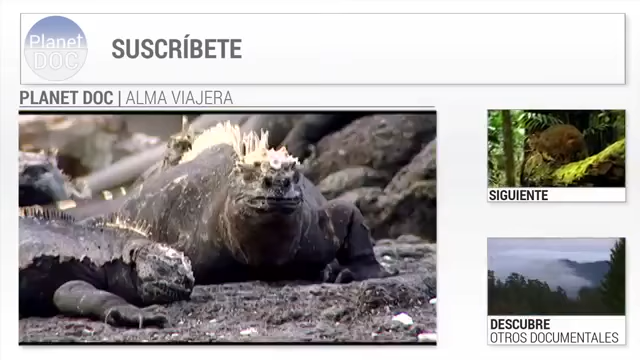 Planet
DOC
SUSCRÍBETE
PLANET DOC | ALMA VIAJERA
SIGUIENTE
DESCUBRE
OTROS DOCUMENTALES